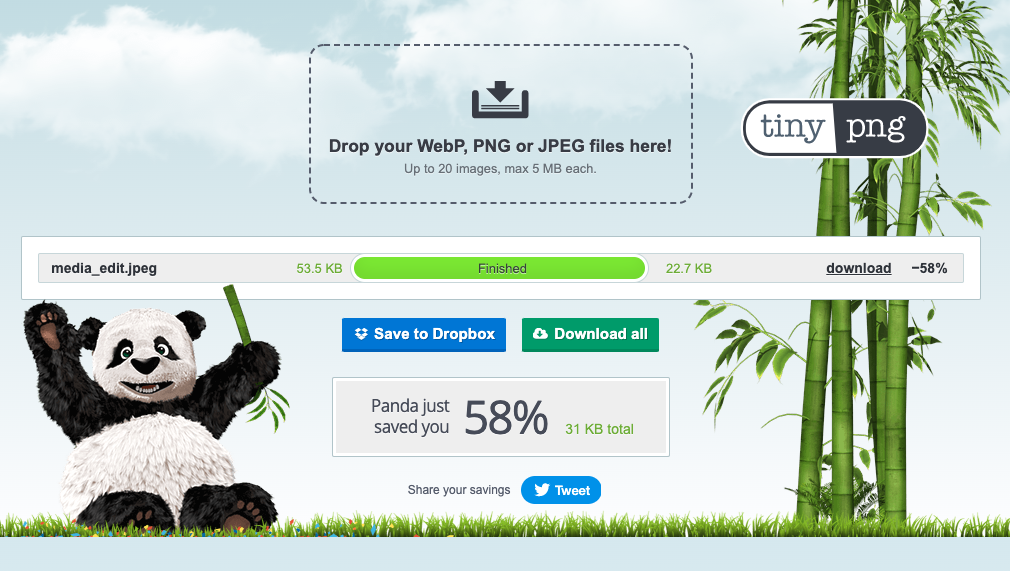 Drop your WebP, PNG or JPEG files here!
Up to 20 images, max 5 MB each.
tiny png
media_edit.jpeg 53.5 KB Finished 22.7 KB download −58%
Save to Dropbox Download all
Panda just
saved you 58% 31 KB total
Share your savings Tweet